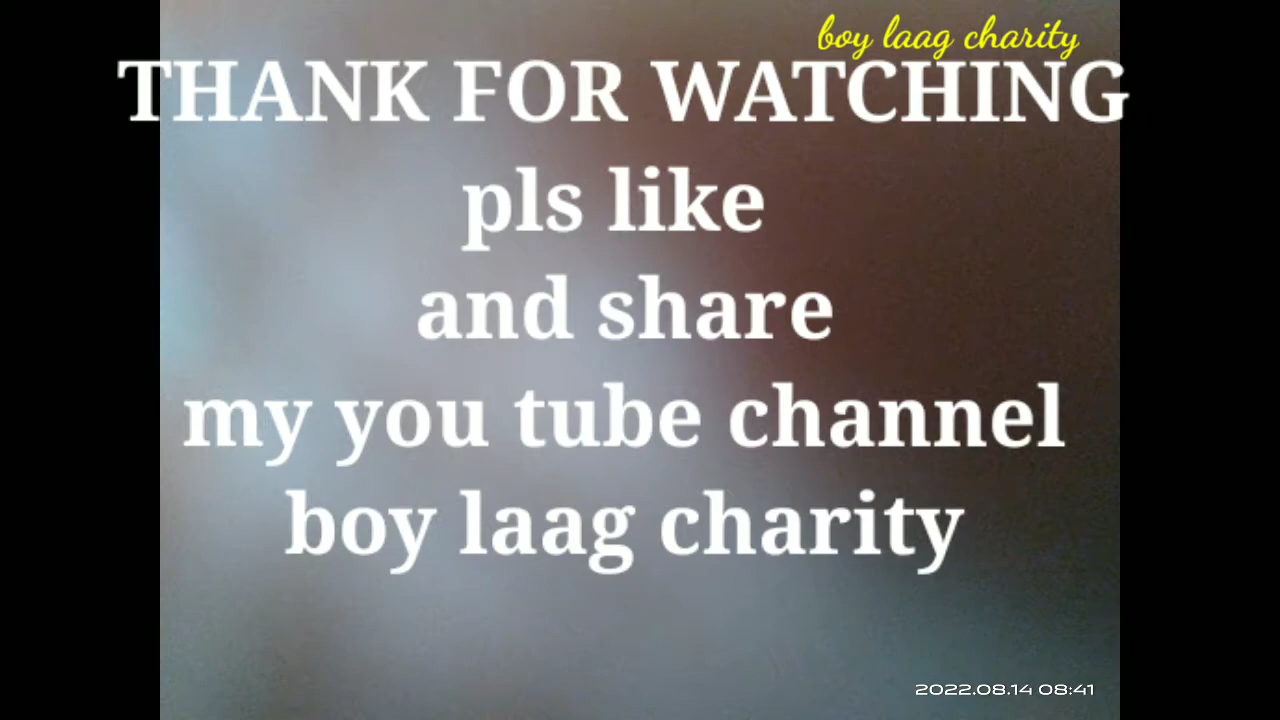 boy laag charity
THANK FOR WATCHING
pls like
and share
my you tube channel
boy laag charity
2022.08.14 08:41